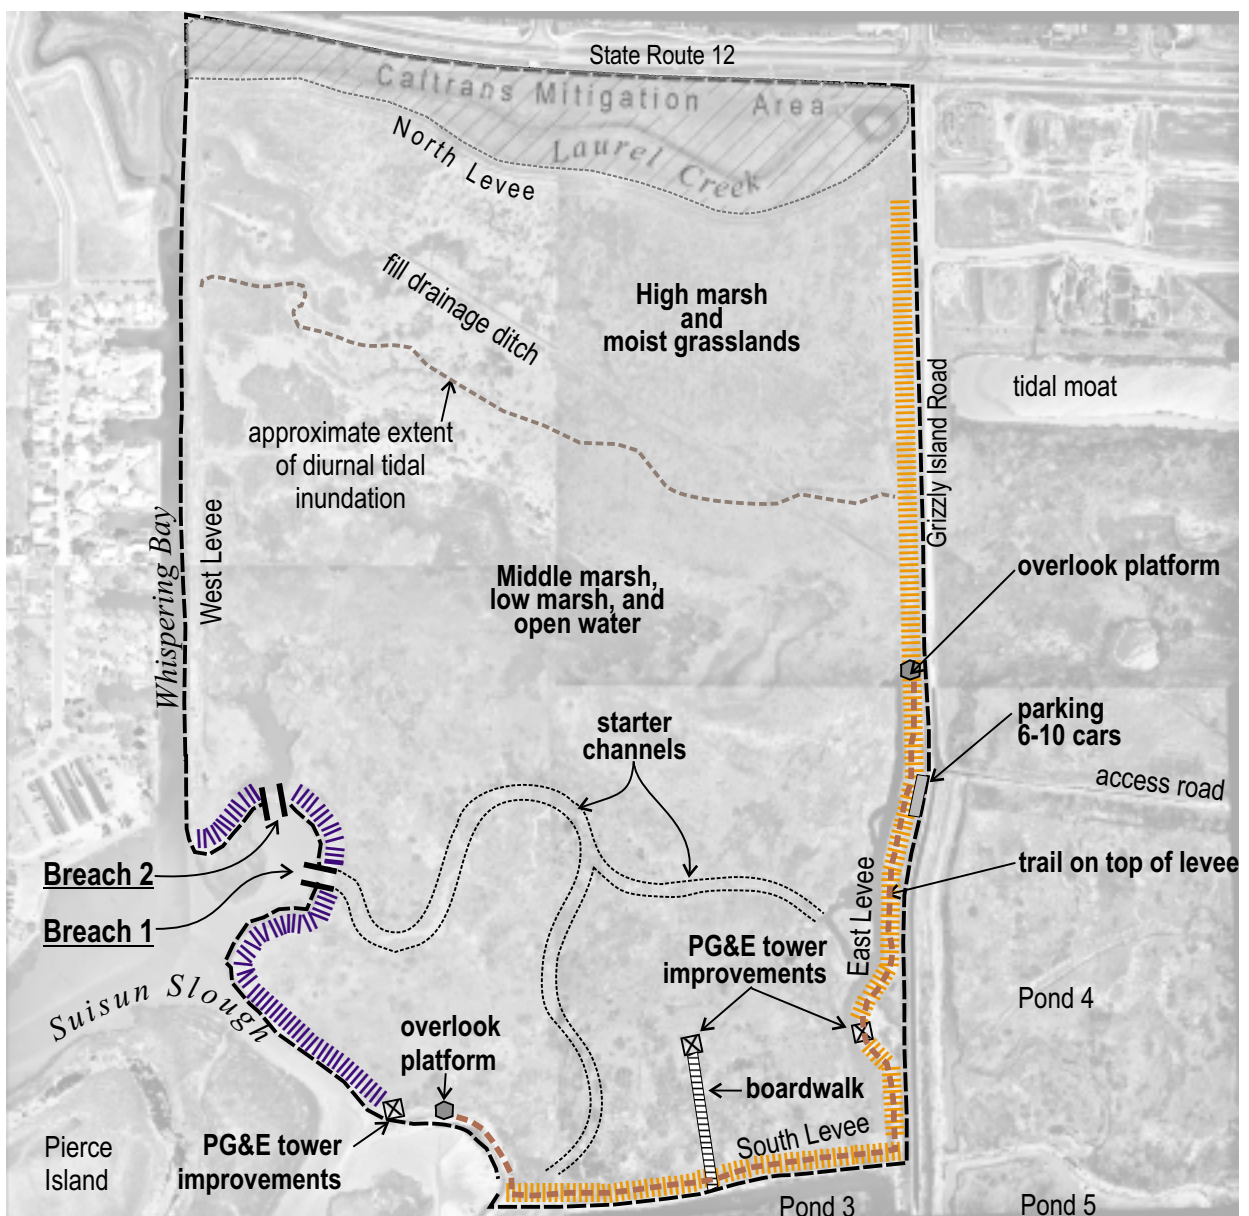 State Route 12
Caltrans Mitigation Area
North Levee
Laurel Creek
fill drainage ditch
High marsh
and
moist grasslands
tidal moat
Grizzly Island Road
approximate extent
of diurnal tidal
inundation
Whispering Bay
West Levee
Middle marsh,
low marsh, and
open water
overlook platform
starter
channels
parking
6-10 cars
access road
Breach 2
trail on top of levee
Breach 1
East Levee
PG&E tower
improvements
Suisun Slough
Pond 4
overlook
platform
boardwalk
South Levee
PG&E tower
improvements
Pierce
Island
Pond 3
Pond 5